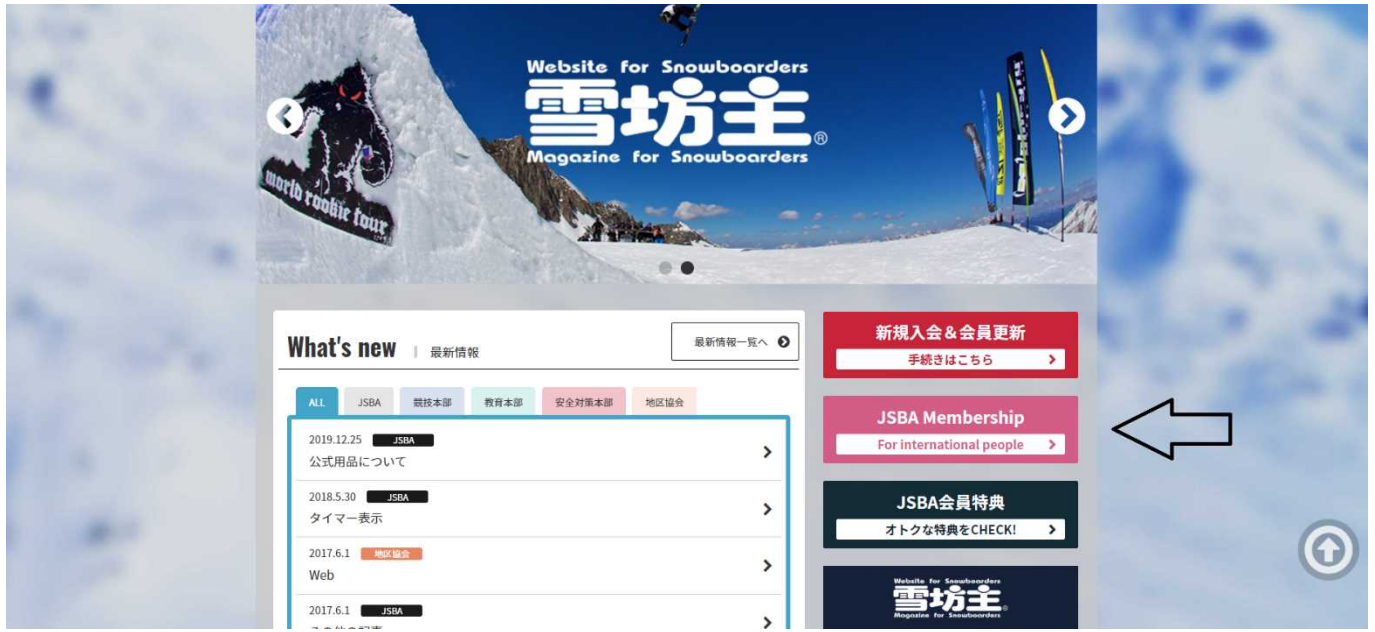 Website for Snowboarders
雪坊主®
Magazine for Snowboarders
world rookie tour
What's new | 最新情報
最新情報一覧へ
ALL JSBA 競技本部 教育本部 安全対策本部 地区協会
2019.12.25 JSBA
公式用品について
2018.5.30 JSBA
タイマー表示
2017.6.1 地区協会
Web
2017.6.1 JSBA
新規入会&会員更新
手続きはこちら
JSBA Membership
For international people
JSBA会員特典
オトクな特典をCHECK!
Website for Snowboarders
雪坊主®
Magazine for Snowboarders